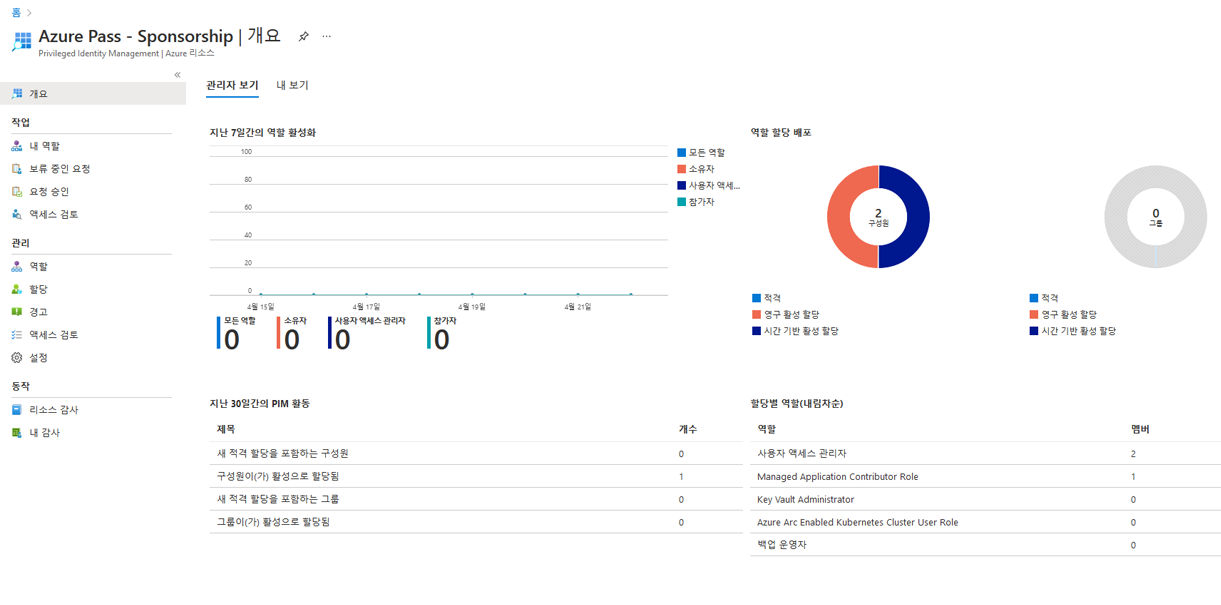 홈
Azure Pass - Sponsorship | 개요
Privileged Identity Management | Azure 리소스
«
개요
작업
내 역할
보류 중인 요청
요청 승인
액세스 검토
관리
역할
할당
경고
액세스 검토
설정
동작
리소스 감사
내 감사
관리자 보기 내 보기
지난 7일간의 역할 활성화
100
80
60
40
20
0
4월 15일 4월 17일 4월 19일 4월 21일
모든 역할
소유자
사용자 액세...
참가자
모든 역할
0
소유자
0
사용자 액세스 관리자
0
참가자
0
역할 할당 배포
2
구성원
적격
영구 활성 할당
시간 기반 활성 할당
0
그룹
적격
영구 활성 할당
시간 기반 활성 할당
지난 30일간의 PIM 활동
제목 개수
새 적격 할당을 포함하는 구성원 0
구성원이(가) 활성으로 할당됨 1
새 적격 할당을 포함하는 그룹 0
그룹이(가) 활성으로 할당됨 0
할당별 역할(내림차순)
역할 멤버
사용자 액세스 관리자 2
Managed Application Contributor Role 1
Key Vault Administrator 0
Azure Arc Enabled Kubernetes Cluster User Role 0
백업 운영자 0